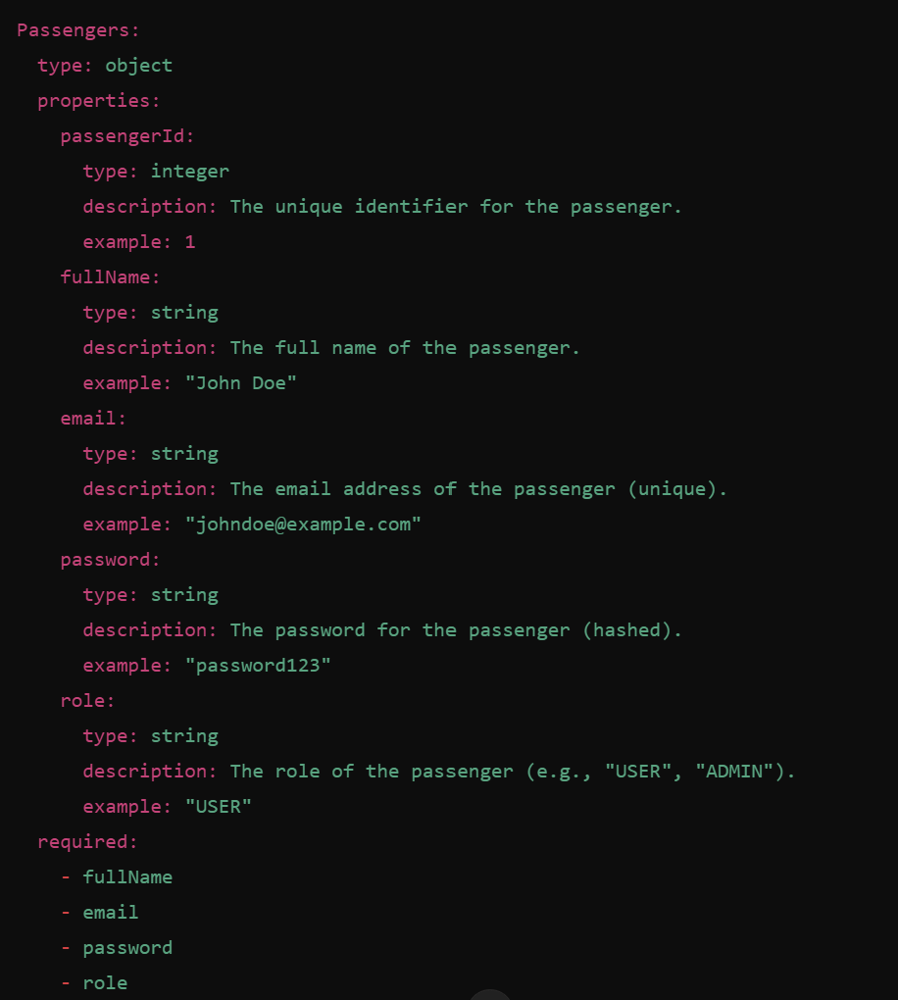 Passengers:
  type: object
  properties:
    passengerId:
      type: integer
      description: The unique identifier for the passenger.
      example: 1
    fullName:
      type: string
      description: The full name of the passenger.
      example: "John Doe"
    email:
      type: string
      description: The email address of the passenger (unique).
      example: "johndoe@example.com"
    password:
      type: string
      description: The password for the passenger (hashed).
      example: "password123"
    role:
      type: string
      description: The role of the passenger (e.g., "USER", "ADMIN").
      example: "USER"
  required:
    - fullName
    - email
    - password
    - role